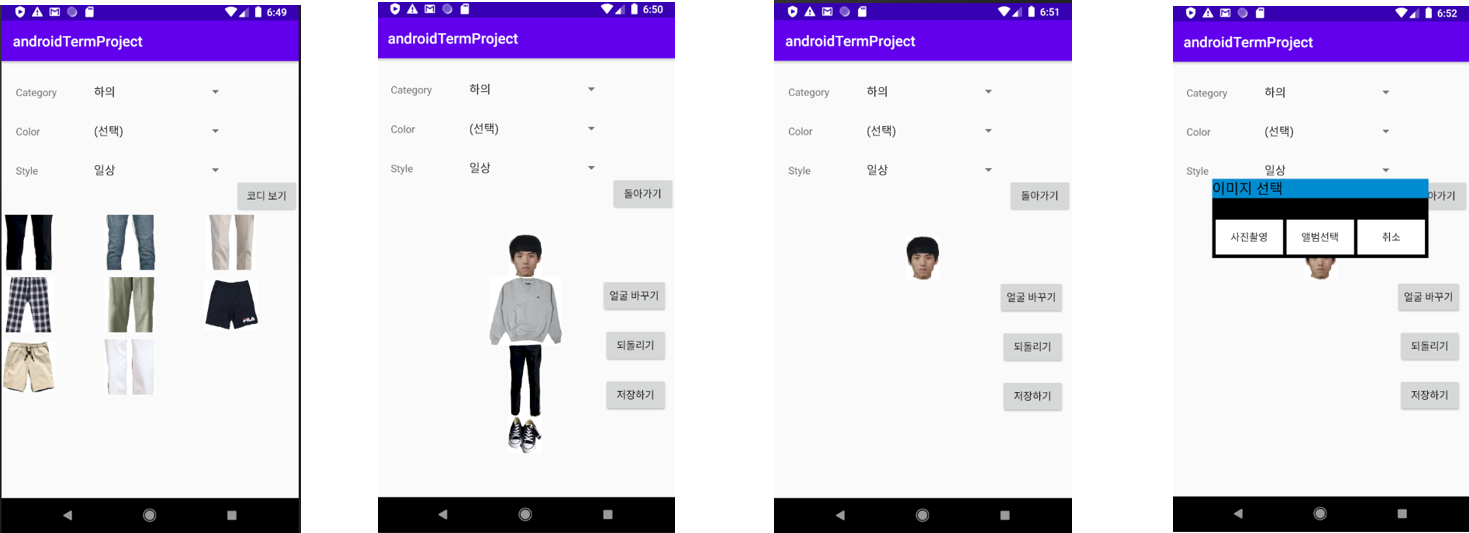 6:49
androidTermProject
Category 하의
Color (선택)
Style 일상
코디 보기
FILA
6:50
androidTermProject
Category 하의
Color (선택)
Style 일상
돌아가기
얼굴 바꾸기
되돌리기
저장하기
6:51
androidTermProject
Category 하의
Color (선택)
Style 일상
돌아가기
얼굴 바꾸기
되돌리기
저장하기
6:52
androidTermProject
Category 하의
Color (선택)
Style 일상
이미지 선택
아가기
사진촬영 앨범선택 취소
얼굴 바꾸기
되돌리기
저장하기